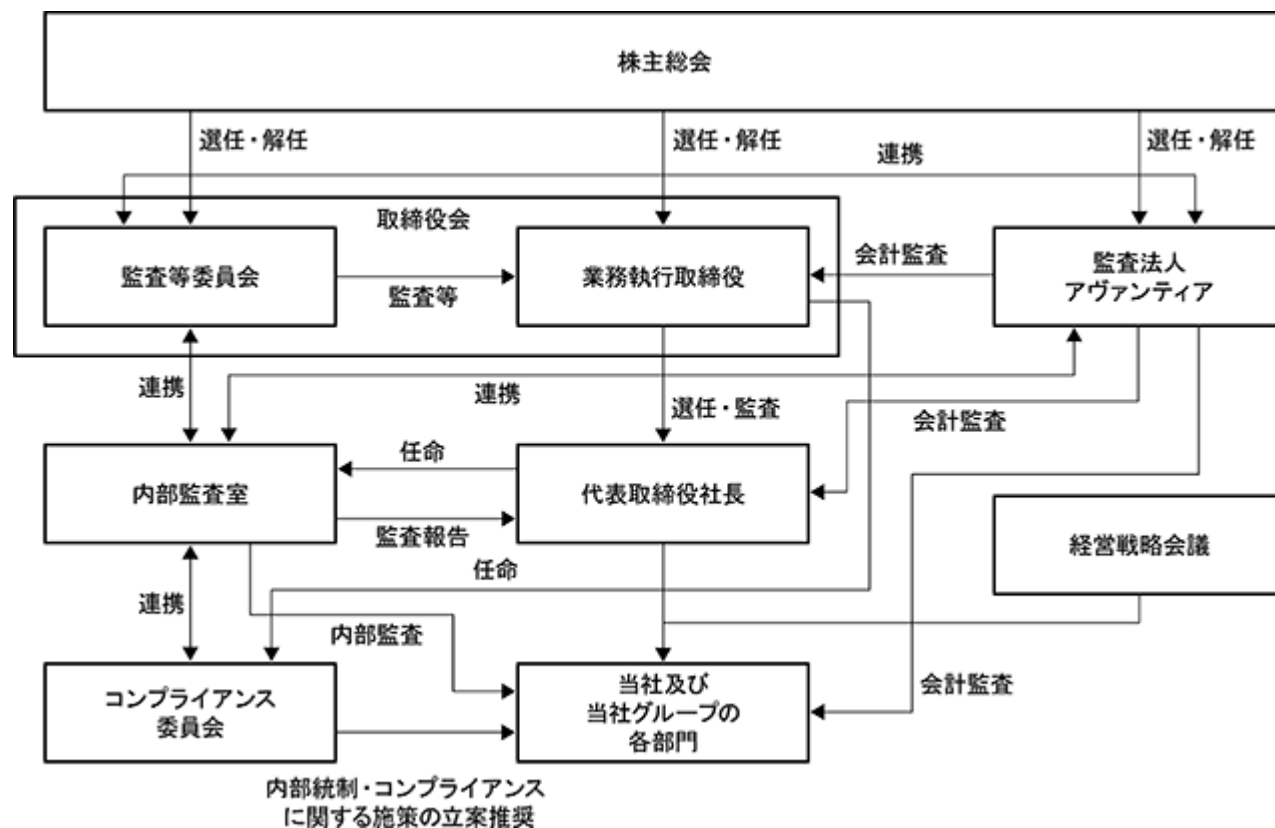 株主総会
選任・解任
選任・解任
選任・解任
連携
取締役会
監査等委員会
監査等
業務執行取締役
会計監査
監査法人
アヴァンティア
連携
連携
選任・監査
会計監査
内部監査室
任命
監査報告
代表取締役社長
経営戦略会議
連携
任命
内部監査
コンプライアンス
委員会
当社及び
当社グループの
各部門
会計監査
内部統制・コンプライアンス
に関する施策の立案推奨